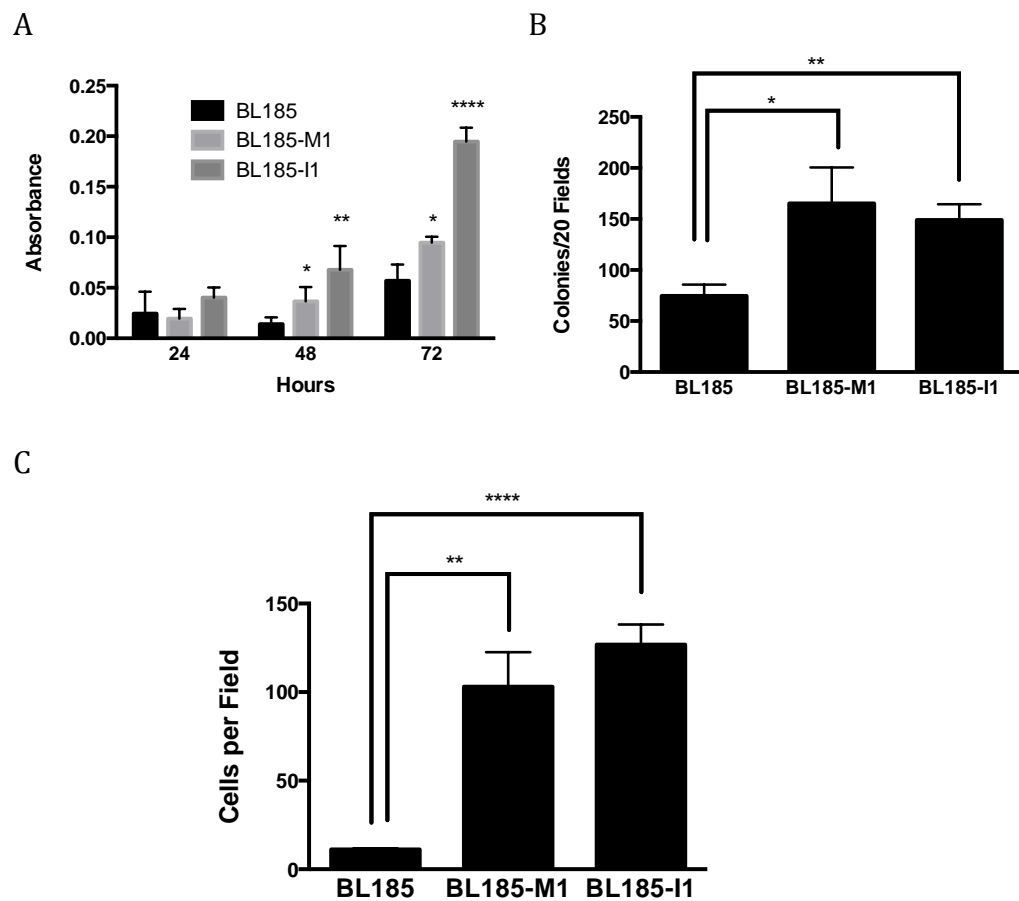 A
0.25
0.20
0.15
0.10
0.05
0.00
Absorbance
BL185
BL185-M1
BL185-I1
* ** * ****
24 48 72
Hours
B
**
*
250
200
150
100
50
0
Colonies/20 Fields
BL185 BL185-M1 BL185-I1
C
****
**
150
100
50
0
Cells per Field
BL185 BL185-M1 BL185-I1